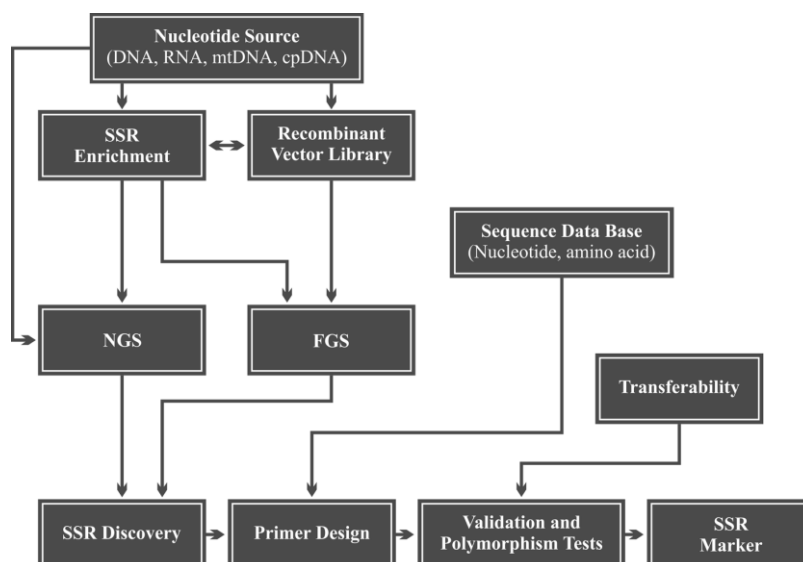 Nucleotide Source
(DNA, RNA, mtDNA, cpDNA)
SSR
Enrichment
Recombinant
Vector Library
Sequence Data Base
(Nucleotide, amino acid)
NGS
FGS
Transferability
SSR Discovery
Primer Design
Validation and
Polymorphism Tests
SSR
Marker